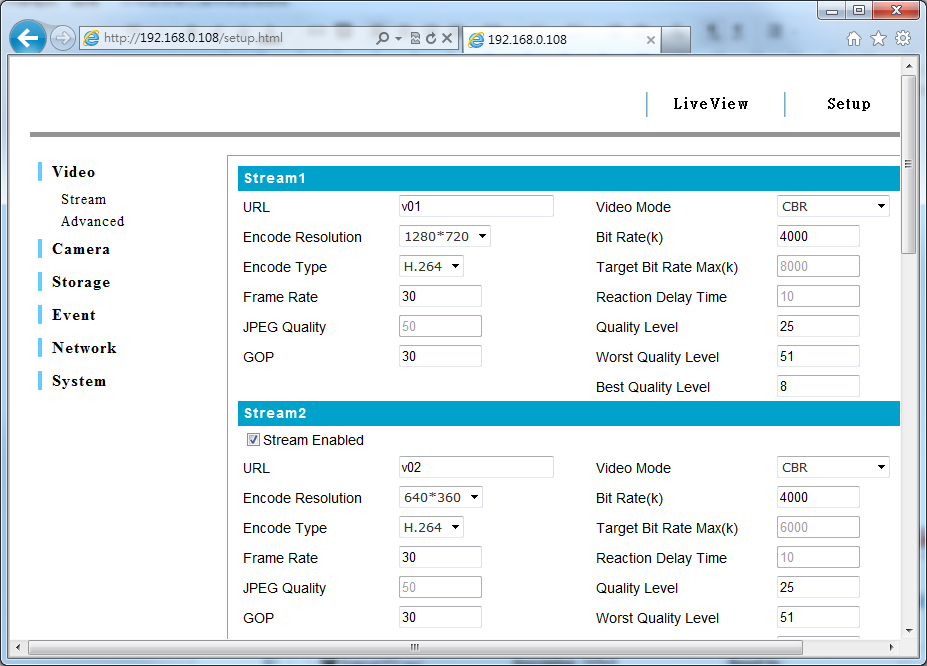 http://192.168.0.108/setup.html
192.168.0.108
LiveView Setup
Video
Stream
Advanced
Camera
Storage
Event
Network
System
Stream1
URL v01 Video Mode CBR
Encode Resolution 1280*720 Bit Rate(k) 4000
Encode Type H.264 Target Bit Rate Max(k) 8000
Frame Rate 30 Reaction Delay Time 10
JPEG Quality 50 Quality Level 25
GOP 30 Worst Quality Level 51
Best Quality Level 8
Stream2
Stream Enabled
URL v02 Video Mode CBR
Encode Resolution 640*360 Bit Rate(k) 4000
Encode Type H.264 Target Bit Rate Max(k) 6000
Frame Rate 30 Reaction Delay Time 10
JPEG Quality 50 Quality Level 25
GOP 30 Worst Quality Level 51